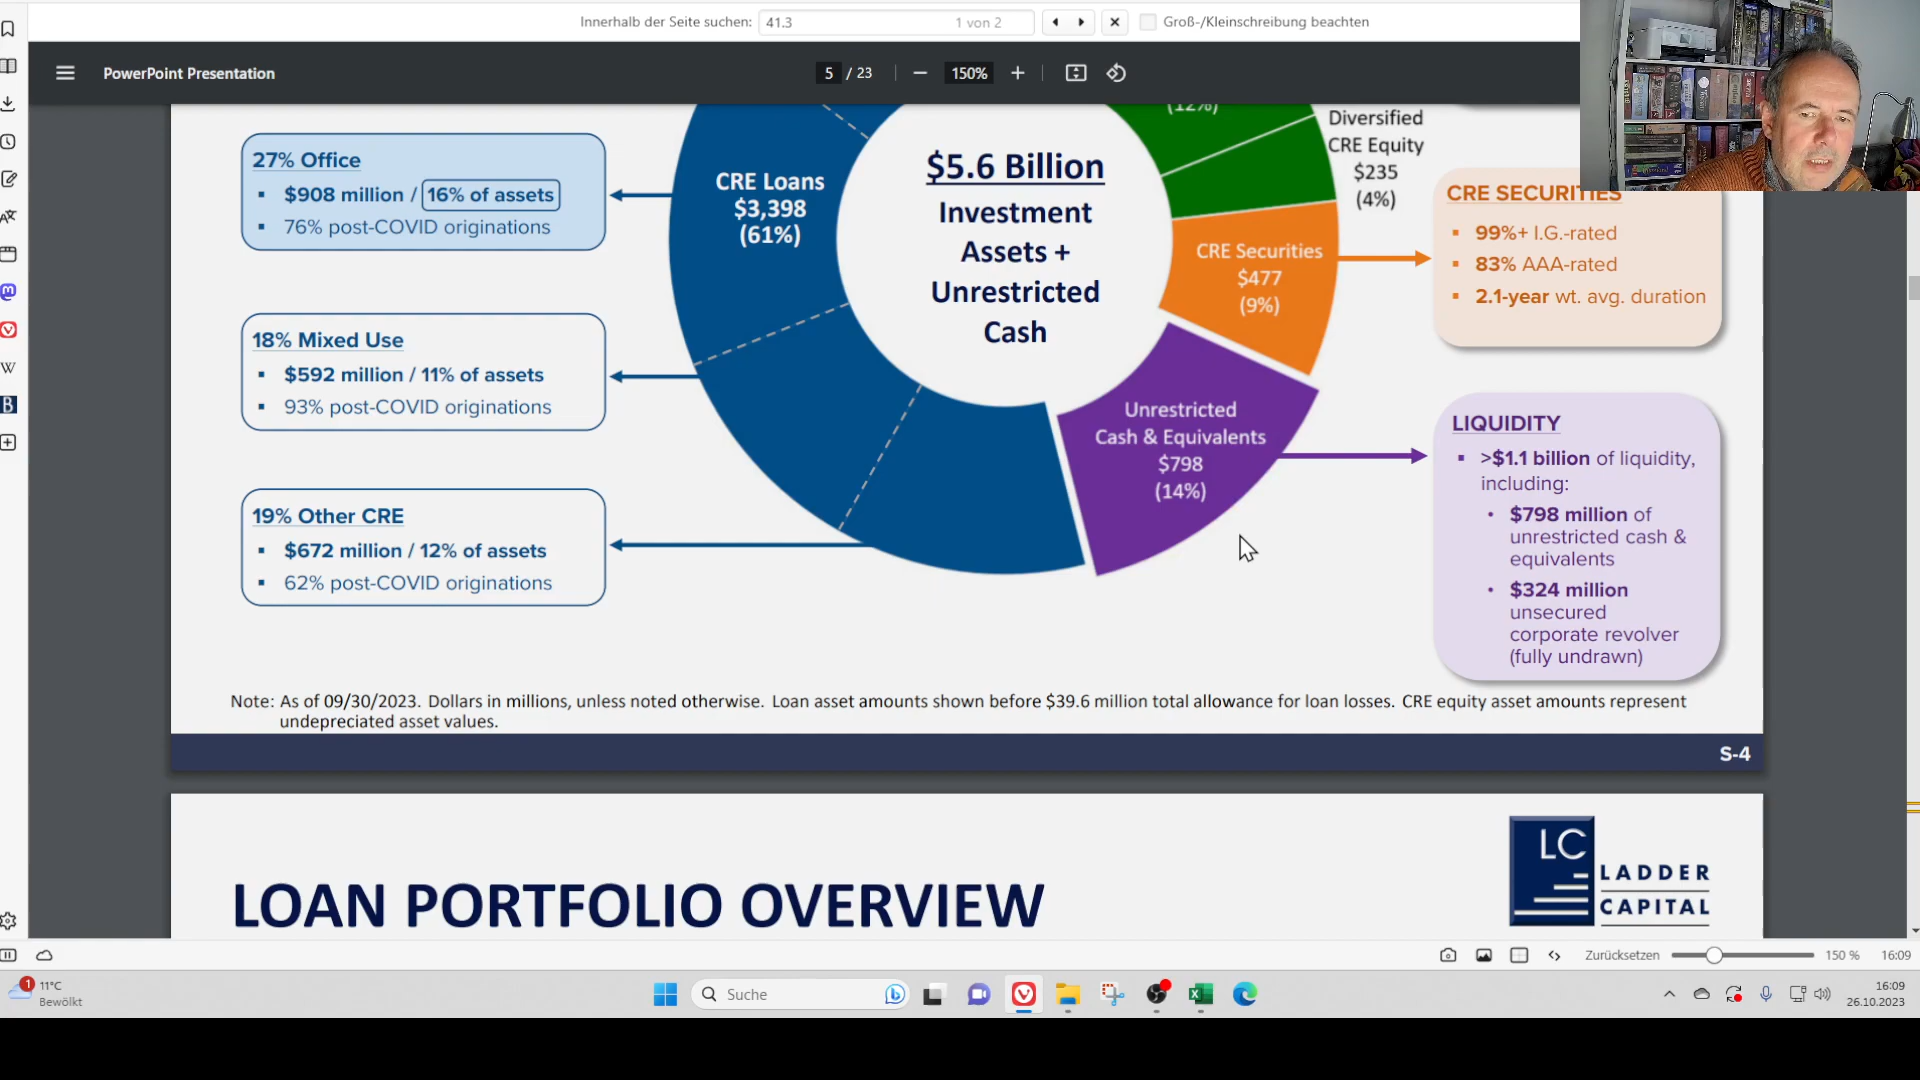 Innerhalb der Seite suchen: 41.3 1 von 2 Groß-/Kleinschreibung beachten
PowerPoint Presentation 5 / 23 150%
(12%)
Diversified
CRE Equity
$235
(4%)
27% Office
▪ $908 million / 16% of assets
▪ 76% post-COVID originations
18% Mixed Use
▪ $592 million / 11% of assets
▪ 93% post-COVID originations
19% Other CRE
▪ $672 million / 12% of assets
▪ 62% post-COVID originations
CRE Loans
$3,398
(61%)
$5.6 Billion
Investment
Assets +
Unrestricted
Cash
CRE Securities
$477
(9%)
Unrestricted
Cash & Equivalents
$798
(14%)
CRE SECURITIES
▪ 99%+ I.G.-rated
▪ 83% AAA-rated
▪ 2.1-year wt. avg. duration
LIQUIDITY
▪ >$1.1 billion of liquidity,
including:
• $798 million of
unrestricted cash &
equivalents
• $324 million
unsecured
corporate revolver
(fully undrawn)
Note: As of 09/30/2023. Dollars in millions, unless noted otherwise. Loan asset amounts shown before $39.6 million total allowance for loan losses. CRE equity asset amounts represent
undepreciated asset values.
S-4
LOAN PORTFOLIO OVERVIEW
LC
LADDER
CAPITAL
Zurücksetzen 150 % 16:09
1
11°C
Bewölkt
Suche
16:09
26.10.2023